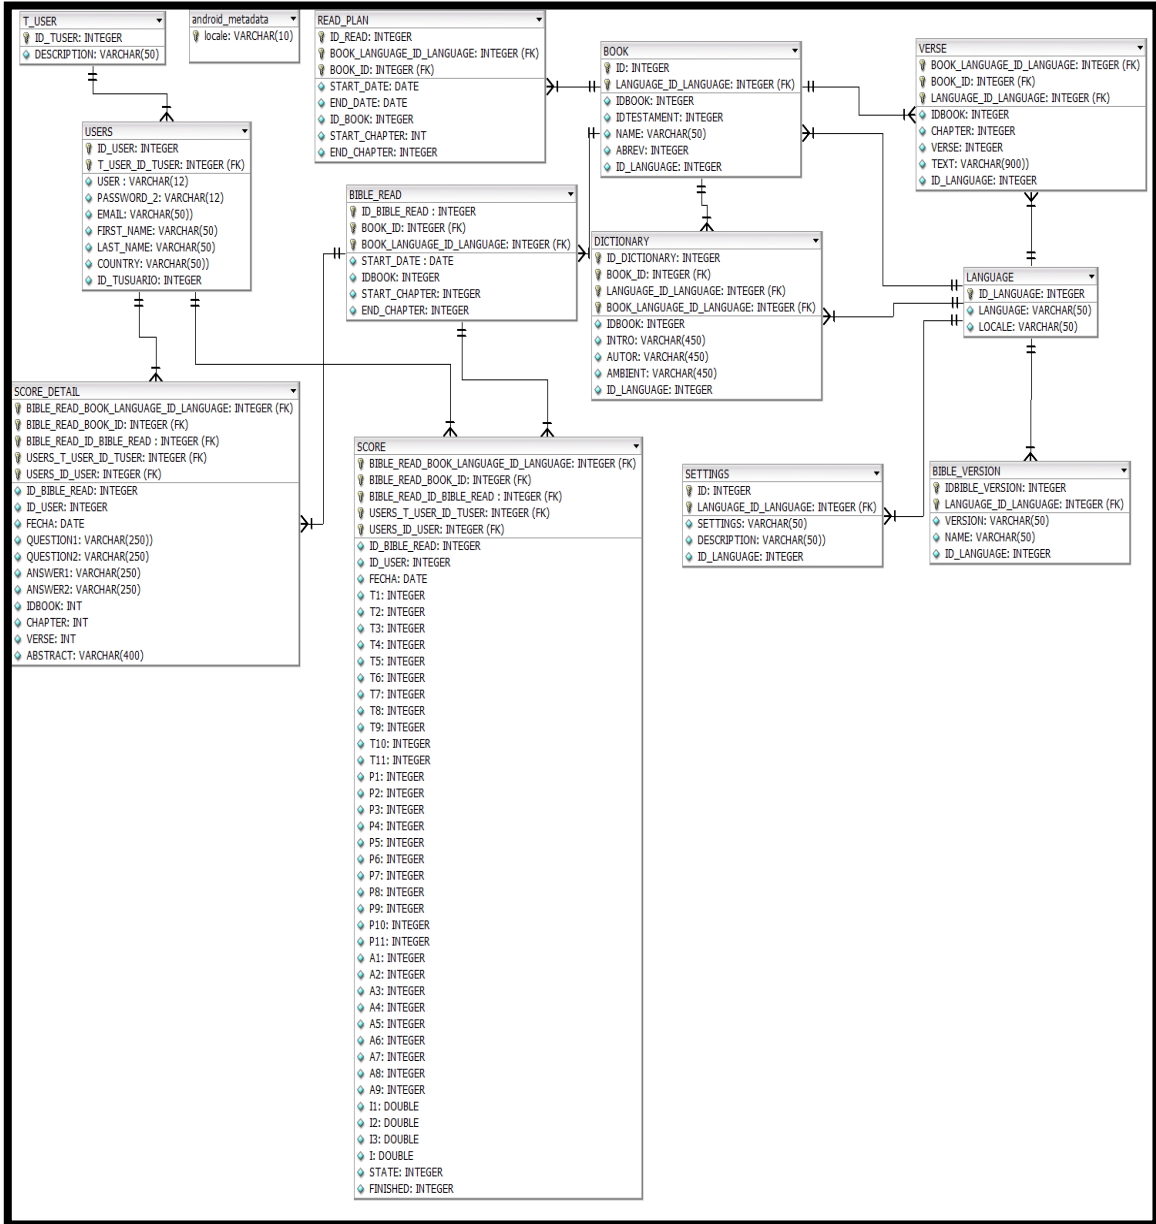 T_USER
ID_TUSER: INTEGER
DESCRIPTION: VARCHAR(50)
android_metadata
locale: VARCHAR(10)
READ_PLAN
ID_READ: INTEGER
BOOK_LANGUAGE_ID_LANGUAGE: INTEGER (FK)
BOOK_ID: INTEGER (FK)
START_DATE: DATE
END_DATE: DATE
ID_BOOK: INTEGER
START_CHAPTER: INT
END_CHAPTER: INTEGER
BOOK
ID: INTEGER
LANGUAGE_ID_LANGUAGE: INTEGER (FK)
IDBOOK: INTEGER
IDTESTAMENT: INTEGER
NAME: VARCHAR(50)
ABREV: INTEGER
ID_LANGUAGE: INTEGER
VERSE
BOOK_LANGUAGE_ID_LANGUAGE: INTEGER (FK)
BOOK_ID: INTEGER (FK)
LANGUAGE_ID_LANGUAGE: INTEGER (FK)
IDBOOK: INTEGER
CHAPTER: INTEGER
VERSE: INTEGER
TEXT: VARCHAR(900))
ID_LANGUAGE: INTEGER
USERS
ID_USER: INTEGER
T_USER_ID_TUSER: INTEGER (FK)
USER : VARCHAR(12)
PASSWORD_2: VARCHAR(12)
EMAIL: VARCHAR(50))
FIRST_NAME: VARCHAR(50)
LAST_NAME: VARCHAR(50)
COUNTRY: VARCHAR(50))
ID_TUSUARIO: INTEGER
BIBLE_READ
ID_BIBLE_READ : INTEGER
BOOK_ID: INTEGER (FK)
BOOK_LANGUAGE_ID_LANGUAGE: INTEGER (FK)
START_DATE : DATE
IDBOOK: INTEGER
START_CHAPTER: INTEGER
END_CHAPTER: INTEGER
DICTIONARY
ID_DICTIONARY: INTEGER
BOOK_ID: INTEGER (FK)
LANGUAGE_ID_LANGUAGE: INTEGER (FK)
BOOK_LANGUAGE_ID_LANGUAGE: INTEGER (FK)
IDBOOK: INTEGER
INTRO: VARCHAR(450)
AUTOR: VARCHAR(450)
AMBIENT: VARCHAR(450)
ID_LANGUAGE: INTEGER
LANGUAGE
ID_LANGUAGE: INTEGER
LANGUAGE: VARCHAR(50)
LOCALE: VARCHAR(50)
SCORE_DETAIL
BIBLE_READ_BOOK_LANGUAGE_ID_LANGUAGE: INTEGER (FK)
BIBLE_READ_BOOK_ID: INTEGER (FK)
BIBLE_READ_ID_BIBLE_READ : INTEGER (FK)
USERS_T_USER_ID_TUSER: INTEGER (FK)
USERS_ID_USER: INTEGER (FK)
ID_BIBLE_READ: INTEGER
ID_USER: INTEGER
FECHA: DATE
QUESTION1: VARCHAR(250))
QUESTION2: VARCHAR(250)
ANSWER1: VARCHAR(250)
ANSWER2: VARCHAR(250)
IDBOOK: INT
CHAPTER: INT
VERSE: INT
ABSTRACT: VARCHAR(400)
SCORE
BIBLE_READ_BOOK_LANGUAGE_ID_LANGUAGE: INTEGER (FK)
BIBLE_READ_BOOK_ID: INTEGER (FK)
BIBLE_READ_ID_BIBLE_READ : INTEGER (FK)
USERS_T_USER_ID_TUSER: INTEGER (FK)
USERS_ID_USER: INTEGER (FK)
ID_BIBLE_READ: INTEGER
ID_USER: INTEGER
FECHA: DATE
T1: INTEGER
T2: INTEGER
T3: INTEGER
T4: INTEGER
T5: INTEGER
T6: INTEGER
T7: INTEGER
T8: INTEGER
T9: INTEGER
T10: INTEGER
T11: INTEGER
P1: INTEGER
P2: INTEGER
P3: INTEGER
P4: INTEGER
P5: INTEGER
P6: INTEGER
P7: INTEGER
P8: INTEGER
P9: INTEGER
P10: INTEGER
P11: INTEGER
A1: INTEGER
A2: INTEGER
A3: INTEGER
A4: INTEGER
A5: INTEGER
A6: INTEGER
A7: INTEGER
A8: INTEGER
A9: INTEGER
I1: DOUBLE
I2: DOUBLE
I3: DOUBLE
I: DOUBLE
STATE: INTEGER
FINISHED: INTEGER
SETTINGS
ID: INTEGER
LANGUAGE_ID_LANGUAGE: INTEGER (FK)
SETTINGS: VARCHAR(50)
DESCRIPTION: VARCHAR(50))
ID_LANGUAGE: INTEGER
BIBLE_VERSION
IDBIBLE_VERSION: INTEGER
LANGUAGE_ID_LANGUAGE: INTEGER (FK)
VERSION: VARCHAR(50)
NAME: VARCHAR(50)
ID_LANGUAGE: INTEGER